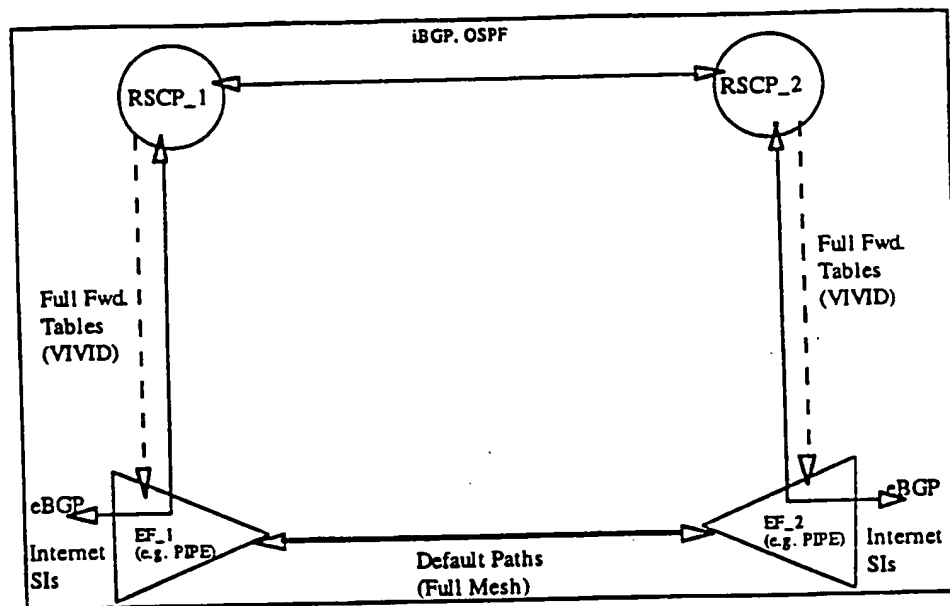 iBGP, OSPF
RSCP_1
RSCP_2
Full Fwd.
Tables
(VIVID)
Full Fwd.
Tables
(VIVID)
eBGP
EF_1
(e.g. PIPE)
Internet
SIs
Default Paths
(Full Mesh)
eBGP
EF_2
(e.g. PIPE)
Internet
SIs